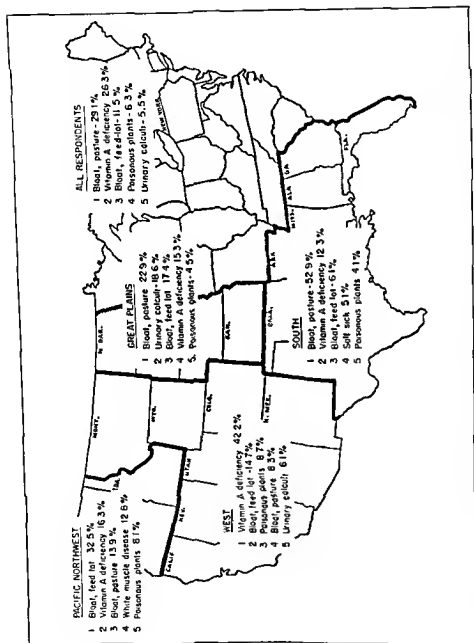 PACIFIC NORTHWEST
1 Bloat, feed lot 32.5%
2 Vitamin A deficiency 16.3%
3 Bloat, pasture 13.9%
4 White muscle disease 12.8%
5 Poisonous plants 8.1%
GREAT PLAINS
1 Bloat, pasture 22.9%
2 Urinary calculi-18.6%
3 Bloat, feed lot 17.4%
4 Vitamin A deficiency 15.3%
5. Poisonous plants-4.5%
ALL RESPONDENTS
1 Bloat, pasture-29.1%
2 Vitamin A deficiency 26.3%
3 Bloat, feed-lot-11.5%
4 Poisonous plants-6.3%
5 Urinary calculi-5.5%
WEST
1 Vitamin A deficiency 42.2%
2 Bloat, feed lot-14.7%
3 Poisonous plants 8.7%
4 Bloat, pasture 8.3%
5 Urinary calculi 6.1%
SOUTH
1 Bloat, pasture-52.9%
2 Vitamin A deficiency 12.3%
3 Bloat, feed lot-6.1%
4 Salt sick 5.1%
5 Poisonous plants 4.1%
MONT.
N DAK.
IDA.
WYO.
NEW YORK
NEV.
UTAH
COLO.
KAN.
CALIF
N. MEX.
OKLA.
ARK
MISS.
ALA
GA
FLA.